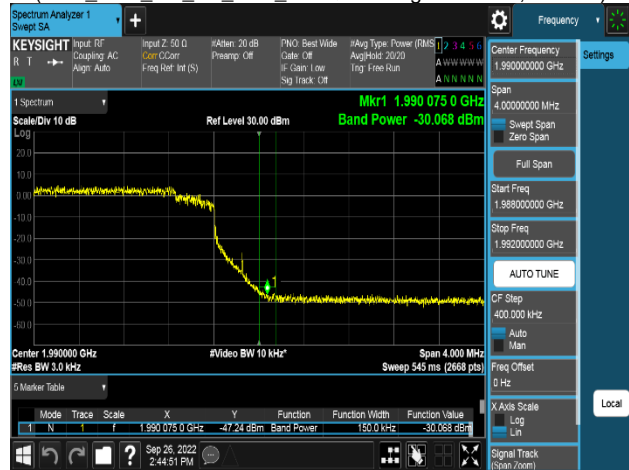 Spectrum Analyzer 1
Swept SA
+
Frequency
KEYSIGHT
R T
LXI
Input: RF
Coupling: AC
Align: Auto
Input Z: 50 Ω
Corr CCorr
Freq Ref: Int (S)
#Atten: 20 dB
Preamp: Off
PNO: Best Wide
Gate: Off
IF Gain: Low
Sig Track: Off
#Avg Type: Power (RMS)
Avg|Hold: 20/20
Trig: Free Run
1 2 3 4 5 6
A W W W W W
A N N N N N
1 Spectrum
Scale/Div 10 dB
Log
Ref Level 30.00 dBm
Mkr1 1.990 075 0 GHz
Band Power -30.068 dBm
20.0
10.0
0.00
-10.0
-20.0
-30.0
-40.0
-50.0
-60.0
1
Center 1.990000 GHz
#Res BW 3.0 kHz
#Video BW 10 kHz*
Span 4.000 MHz
Sweep 545 ms (2668 pts)
5 Marker Table
Mode Trace Scale X Y Function Function Width Function Value
1 N 1 f 1.990 075 0 GHz -47.24 dBm Band Power 150.0 kHz -30.068 dBm
?
Sep 26, 2022
2:44:51 PM
Center Frequency
1.990000000 GHz
Span
4.00000000 MHz
Swept Span
Zero Span
Full Span
Start Freq
1.988000000 GHz
Stop Freq
1.992000000 GHz
AUTO TUNE
CF Step
400.000 kHz
Auto
Man
Freq Offset
0 Hz
X Axis Scale
Log
Lin
Signal Track
(Span Zoom)
Settings
Local